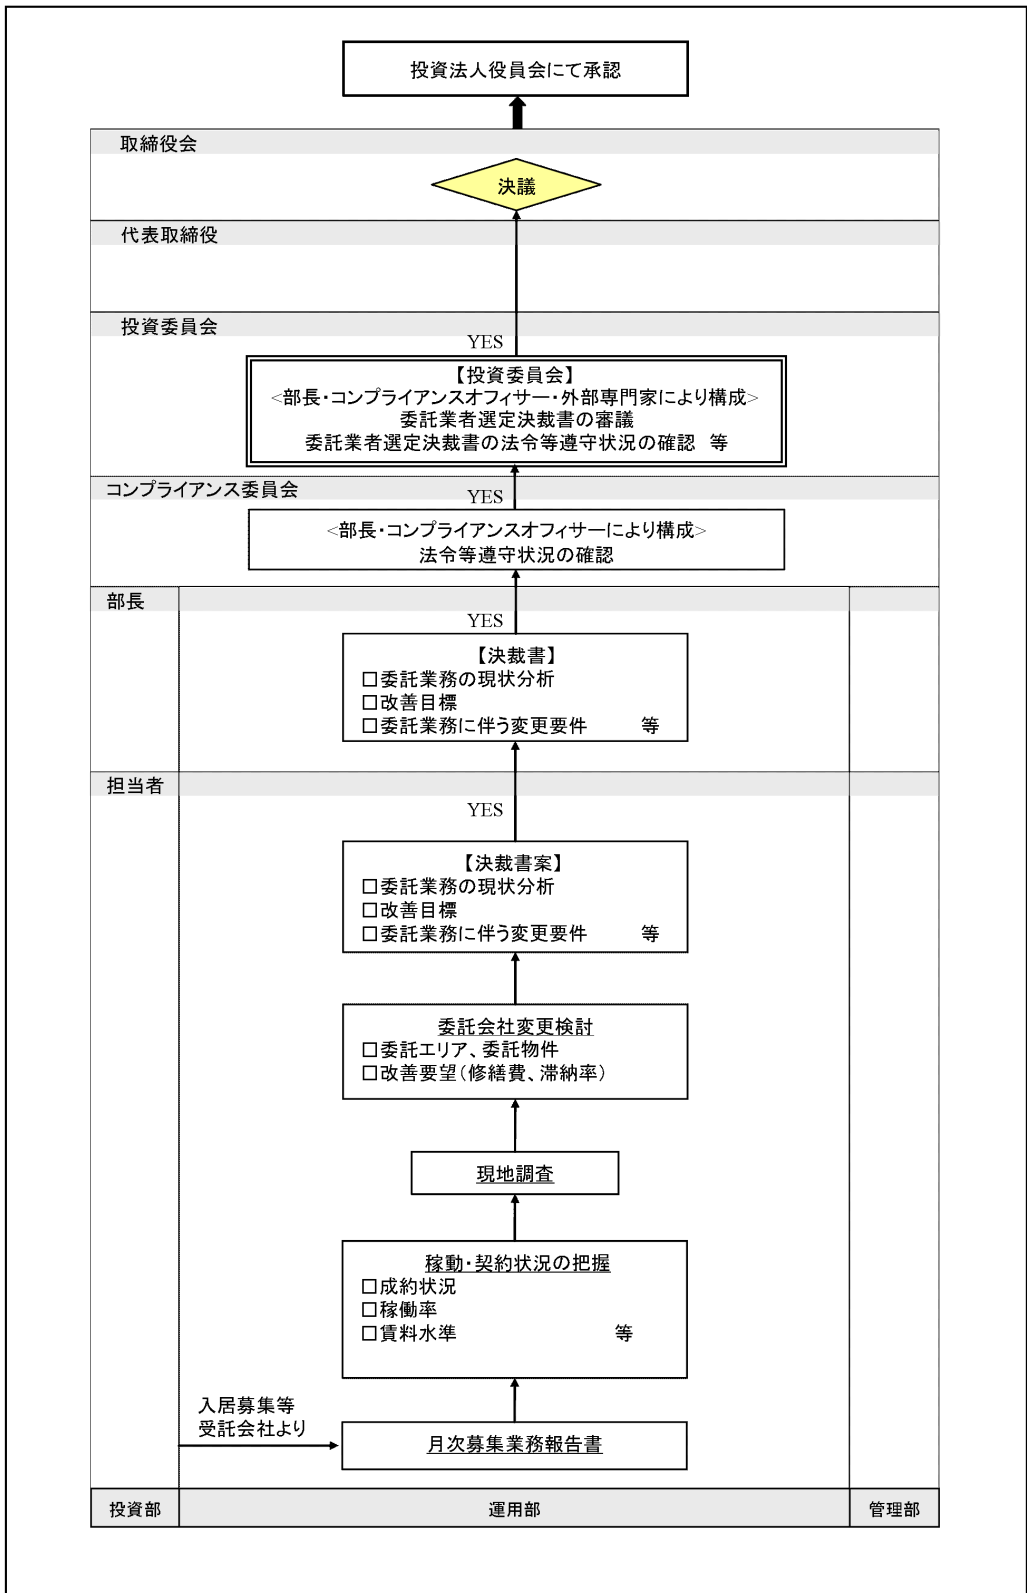 投資法人役員会にて承認
取締役会
決議
代表取締役
投資委員会
YES
【投資委員会】
<部長・コンプライアンスオフィサー・外部専門家により構成>
委託業者選定決裁書の審議
委託業者選定決裁書の法令等遵守状況の確認 等
コンプライアンス委員会
YES
<部長・コンプライアンスオフィサーにより構成>
法令等遵守状況の確認
部長
YES
【決裁書】
□委託業務の現状分析
□改善目標
□委託業務に伴う変更要件 等
担当者
YES
【決裁書案】
□委託業務の現状分析
□改善目標
□委託業務に伴う変更要件 等
委託会社変更検討
□委託エリア、委託物件
□改善要望(修繕費、滞納率)
現地調査
稼動・契約状況の把握
□成約状況
□稼働率
□賃料水準 等
入居募集等
受託会社より
月次募集業務報告書
投資部 運用部 管理部